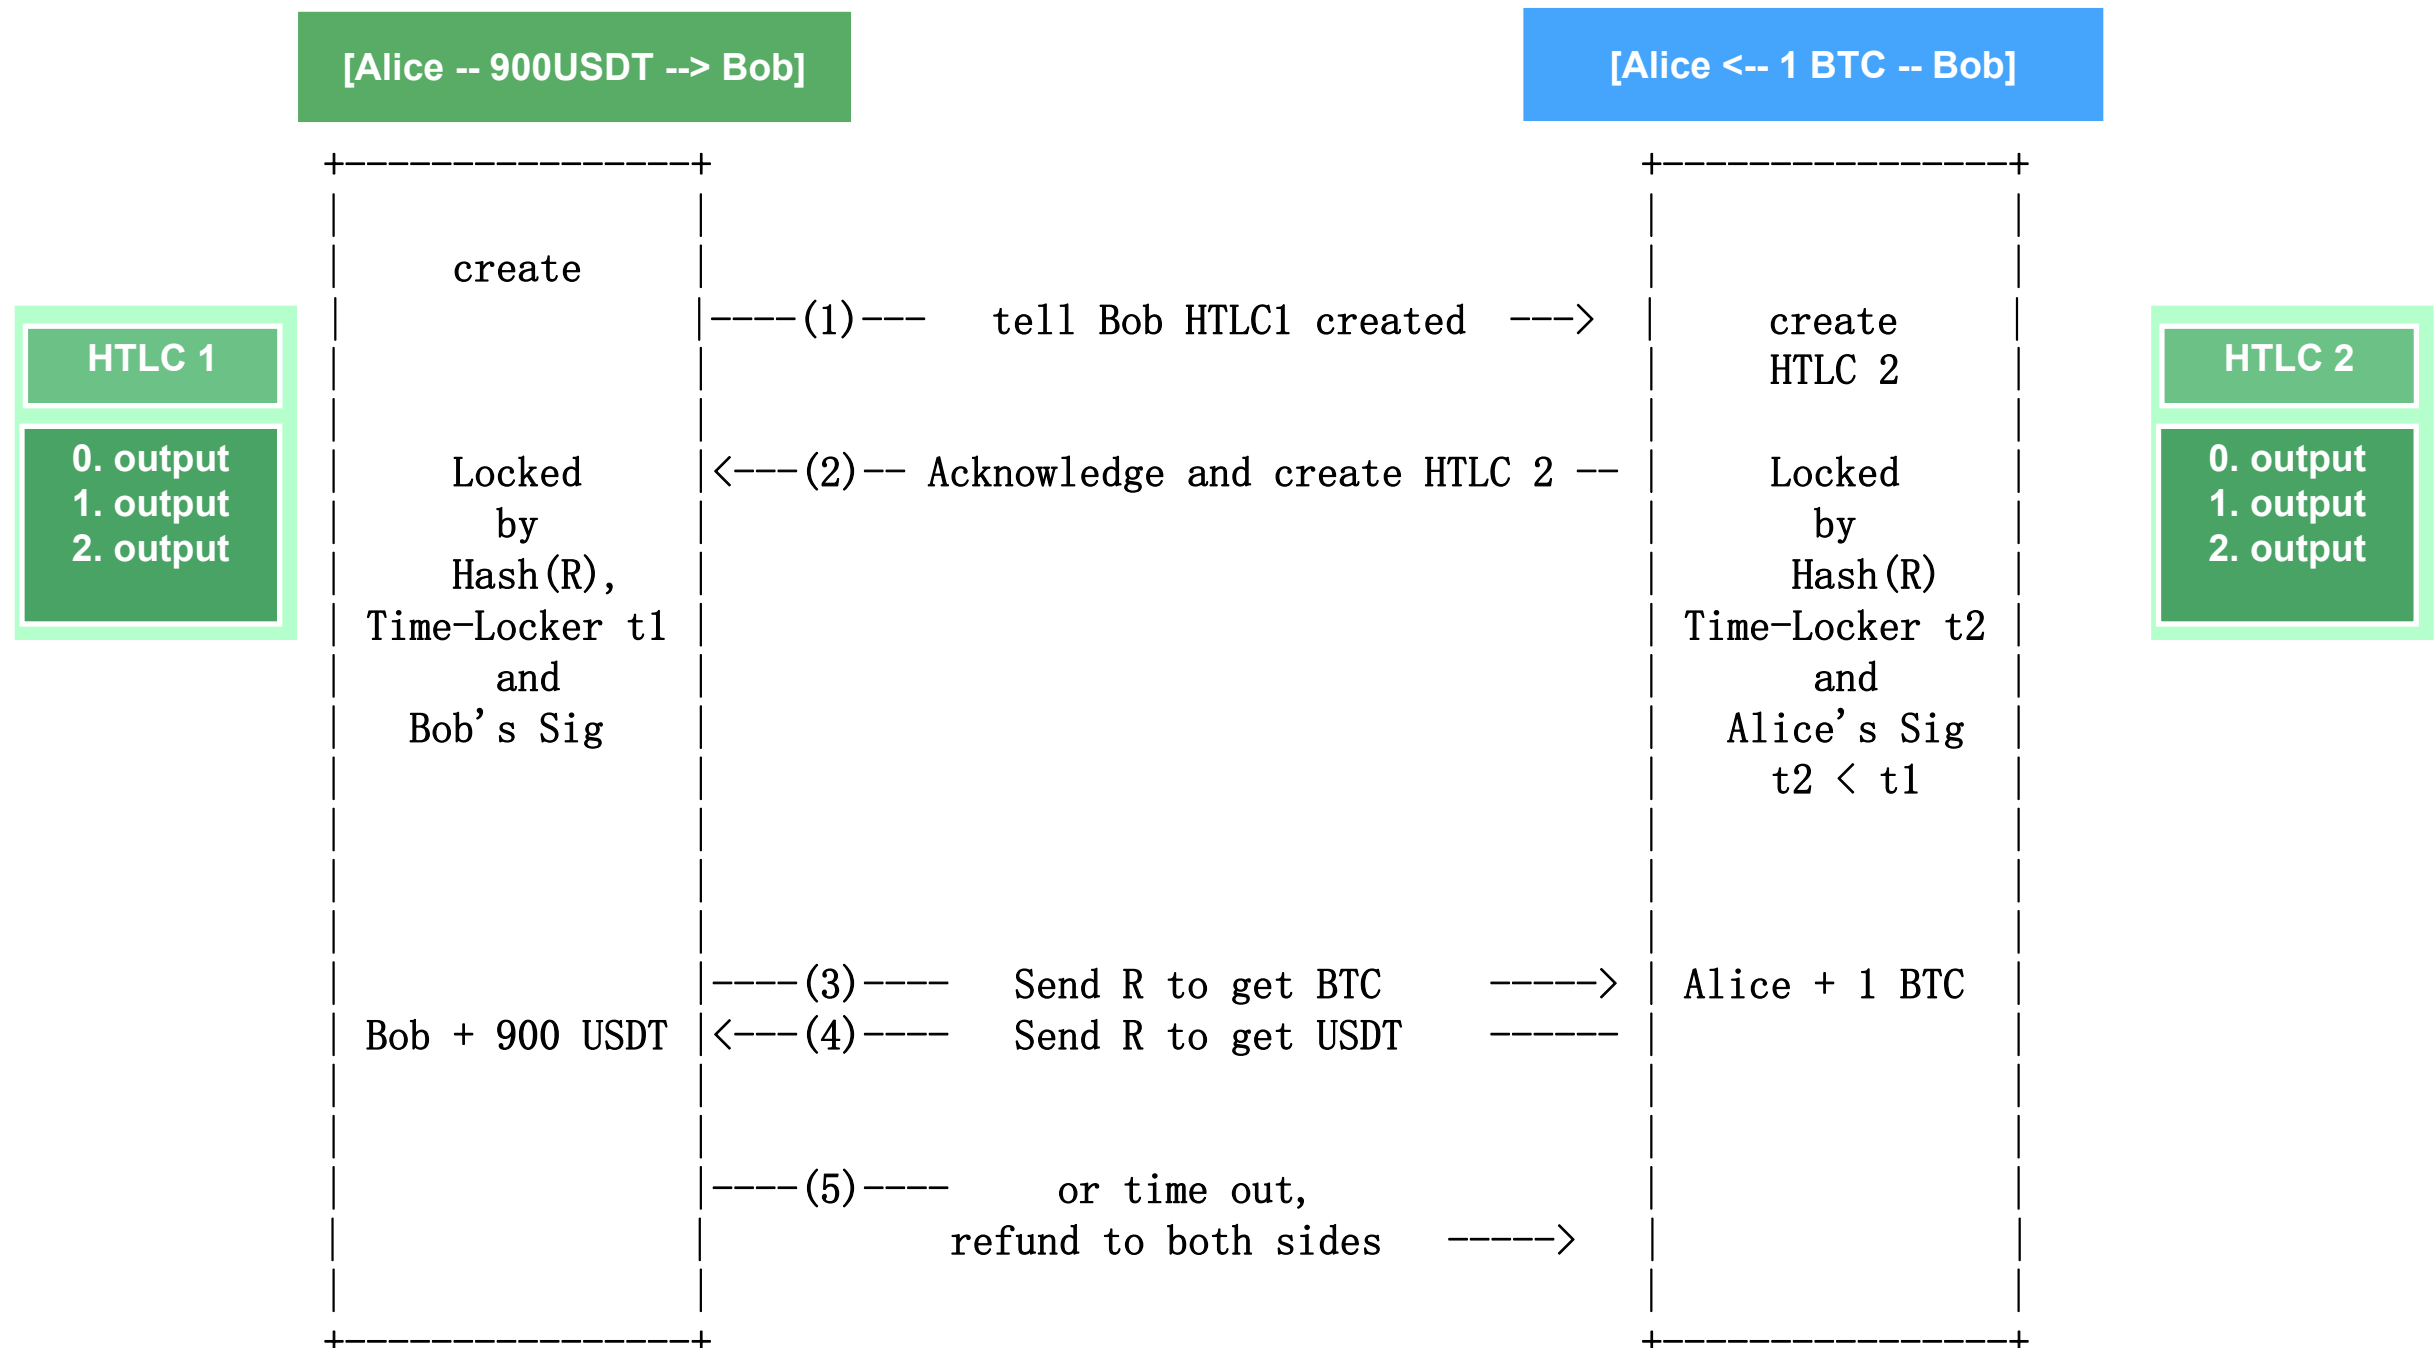 [Alice -- 900USDT --> Bob]
[Alice <-- 1 BTC -- Bob]
+----------------+
+----------------+
create
----(1)--- tell Bob HTLC1 created --->
create
HTLC 2
HTLC 1
0. output
1. output
2. output
HTLC 2
0. output
1. output
2. output
Locked
by
Hash(R),
Time-Locker t1
and
Bob's Sig
<---(2)-- Acknowledge and create HTLC 2 --
Locked
by
Hash(R)
Time-Locker t2
and
Alice's Sig
t2 < t1
----(3)---- Send R to get BTC ----->
Alice + 1 BTC
Bob + 900 USDT
<---(4)---- Send R to get USDT ------
----(5)---- or time out,
refund to both sides ----->
+----------------+
+----------------+